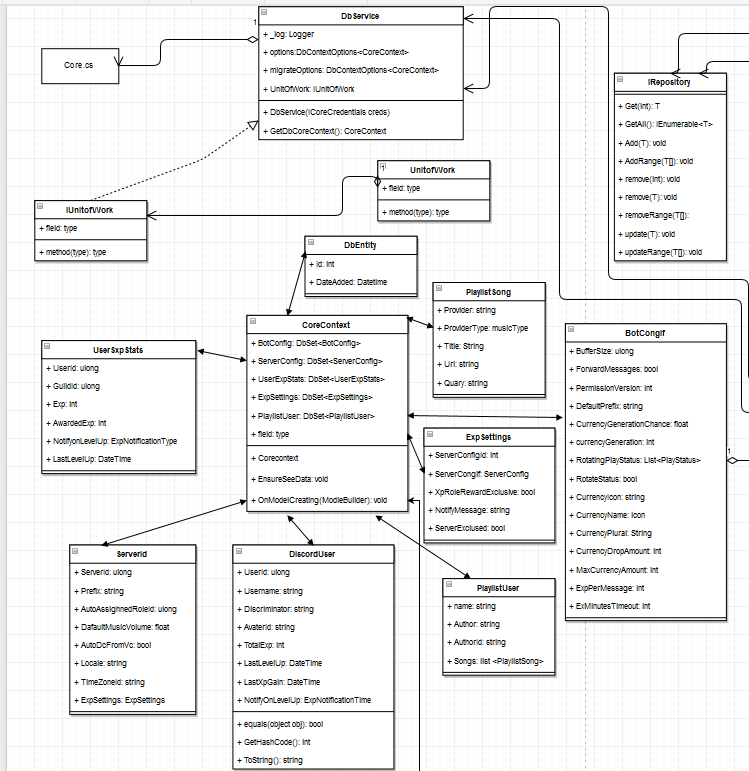 DbService
+ _log: Logger
+ options:DbContextOptions<CoreContext>
+ migrateOptions: DbContextOptions<CoreContext>
+ UnitOfWork: IUnitOfWork
+ DbService(ICoreCredentials creds)
+ GetDbCoreContext(): CoreContext
1
Core.cs
IRepository
+ Get(int): T
+ GetAll(): IEnumerable<T>
+ Add(T): void
+ AddRange(T[]): void
+ remove(int): void
+ remove(T): void
+ removeRange(T[]):
+ update(T): void
+ updateRange(T[]): void
UnitofWork
+ field: type
+ method(type): type
1
IUnitofWork
+ field: type
+ method(type): type
DbEntity
+ Id: int
+ DateAdded: Datetime
PlaylistSong
+ Provider: string
+ ProviderType: musicType
+ Title: String
+ Uri: string
+ Quary: string
CoreContext
+ BotConfig: DbSet<BotConfig>
+ ServerConfig: DbSet<ServerConfig>
+ UserExpStats: DbSet<UserExpStats>
+ ExpSettings: DbSet<ExpSettings>
+ PlaylistUser: DbSet<PlaylistUser>
+ field: type
+ Corecontext
+ EnsureSeeData: void
+ OnModelCreating(ModleBuilder): void
UserExpStats
+ UserId: ulong
+ GuildId: ulong
+ Exp: int
+ AwardedExp: int
+ NotifyonLevelUp: ExpNotificationType
+ LastLevelUp: DateTime
BotCongif
+ BufferSize: ulong
+ ForwardMessages: bool
+ PermissionVersion: int
+ DefaultPrefix: string
+ CurrencyGenerationChance: float
+ currencyGeneration: int
+ RotatingPlayStatus: List<PlayStatus>
+ RotateStatus: bool
+ CurrencyIcon: string
+ CurrencyName: Icon
+ CurrencyPlural: String
+ CurrencyDropAmount: int
+ MaxCurrencyAmount: int
+ ExpPerMessage: int
+ ExMinutesTimeout: int
1
ExpSettings
+ ServerConfigId: int
+ ServerCongif: ServerConfig
+ XpRoleRewardExclusive: bool
+ NotifyMessage: string
+ ServerExclused: bool
ServerId
+ ServerId: ulong
+ Prefix: string
+ AutoAssighnedRoleId: ulong
+ DafaultMusicVolume: float
+ AutoDcFromVc: bool
+ Locale: string
+ TimeZoneId: string
+ ExpSettings: ExpSettings
DiscordUser
+ UserId: ulong
+ Username: string
+ Discriminator: string
+ AvaterId: string
+ TotalExp: int
+ LastLevelUp: DateTime
+ LastXpGain: DateTime
+ NotifyOnLevelUp: ExpNotificationTime
+ equals(object obj): bool
+ GetHashCode(): int
+ ToString(): string
PlaylistUser
+ name: string
+ Author: string
+ AuthorId: string
+ Songs: list <PlaylistSong>